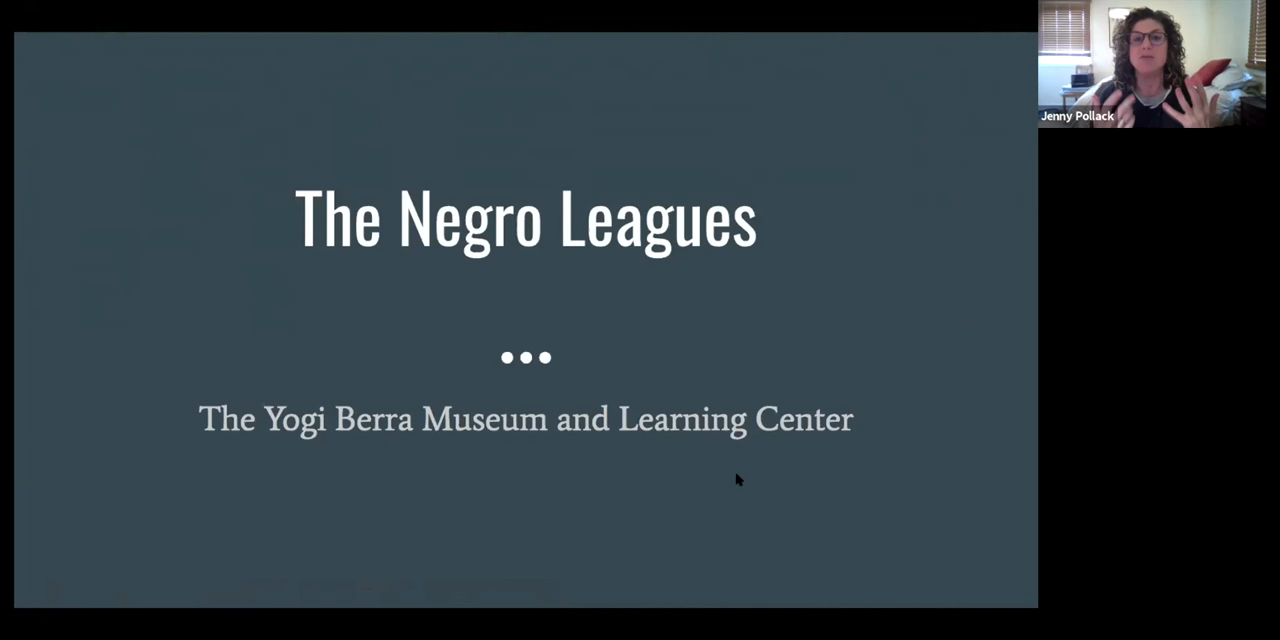 The Negro Leagues
The Yogi Berra Museum and Learning Center
Jenny Pollack